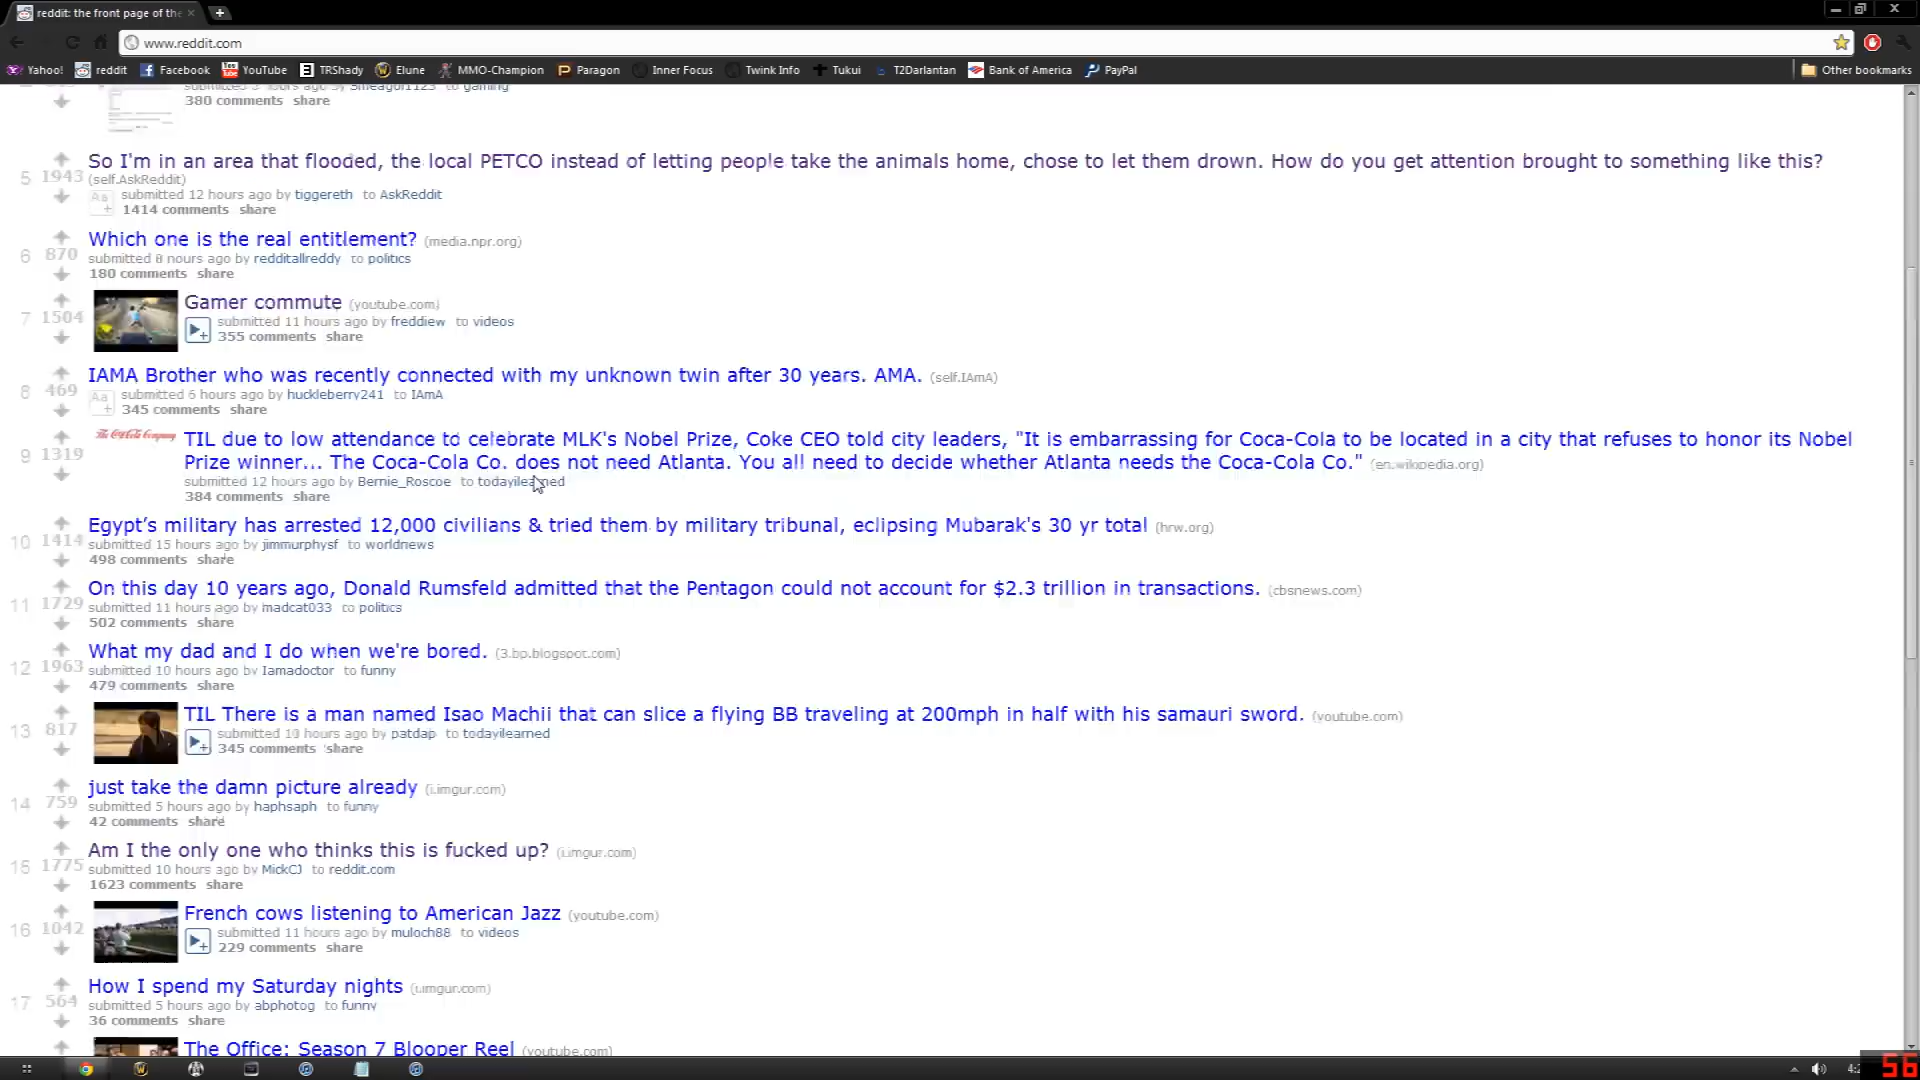 reddit: the front page of the
www.reddit.com
Yahoo! reddit Facebook YouTube TRShady Elune MMO-Champion Paragon Inner Focus Twink Info Tukui T2Darlantan Bank of America PayPal Other bookmarks
to gaming
380 comments share
So I'm in an area that flooded, the local PETCO instead of letting people take the animals home, chose to let them drown. How do you get attention brought to something like this?
5 1943 (self.AskReddit)
submitted 12 hours ago by tiggereth to AskReddit
1414 comments share
Which one is the real entitlement? (media.npr.org)
6 870 submitted 8 hours ago by redditallreddy to politics
180 comments share
Gamer commute (youtube.com)
7 1504 submitted 11 hours ago by freddiew to videos
355 comments share
IAMA Brother who was recently connected with my unknown twin after 30 years. AMA. (self.IAmA)
8 469 submitted 6 hours ago by huckleberry241 to IAmA
345 comments share
The Coca-Cola Company
TIL due to low attendance to celebrate MLK's Nobel Prize, Coke CEO told city leaders, "It is embarrassing for Coca-Cola to be located in a city that refuses to honor its Nobel
9 1319 Prize winner... The Coca-Cola Co. does not need Atlanta. You all need to decide whether Atlanta needs the Coca-Cola Co." (en.wikipedia.org)
submitted 12 hours ago by Bernie_Roscoe to todayilearned
384 comments share
Egypt's military has arrested 12,000 civilians & tried them by military tribunal, eclipsing Mubarak's 30 yr total (hrw.org)
10 1414 submitted 15 hours ago by jimmurphysf to worldnews
498 comments share
On this day 10 years ago, Donald Rumsfeld admitted that the Pentagon could not account for $2.3 trillion in transactions. (cbsnews.com)
11 1729 submitted 11 hours ago by madcat033 to politics
502 comments share
What my dad and I do when we're bored. (3.bp.blogspot.com)
12 1963 submitted 10 hours ago by Iamadoctor to funny
479 comments share
TIL There is a man named Isao Machii that can slice a flying BB traveling at 200mph in half with his samauri sword. (youtube.com)
13 817 submitted 10 hours ago by patdap to todayilearned
345 comments share
just take the damn picture already (i.imgur.com)
14 759 submitted 5 hours ago by haphsaph to funny
42 comments share
Am I the only one who thinks this is fucked up? (i.imgur.com)
15 1775 submitted 10 hours ago by MickCJ to reddit.com
1623 comments share
French cows listening to American Jazz (youtube.com)
16 1042 submitted 11 hours ago by muloch88 to videos
229 comments share
How I spend my Saturday nights (i.imgur.com)
17 564 submitted 5 hours ago by abphotog to funny
36 comments share
The Office: Season 7 Blooper Reel (youtube.com)
56